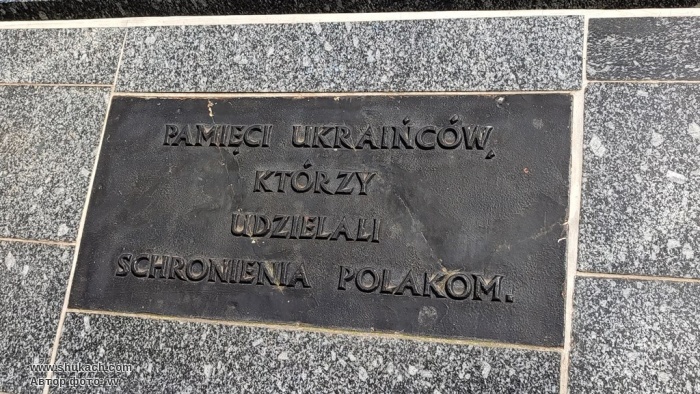 PAMIĘCI UKRAIŃCÓW,
KTÓRZY
UDZIELALI
SCHRONIENIA POLAKOM.
www.shukach.com
Автор фото: vv